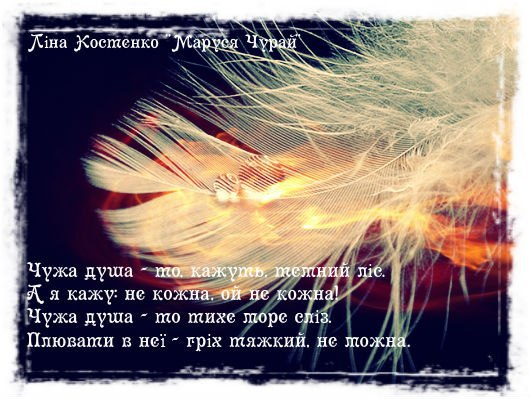 Ліна Костенко "Маруся Чурай"
Чужа душа - то, кажуть, темний ліс.
А я кажу: не кожна, ой не кожна!
Чужа душа - то тихе море сліз.
Плювати в неї - гріх тяжкий, не можна.